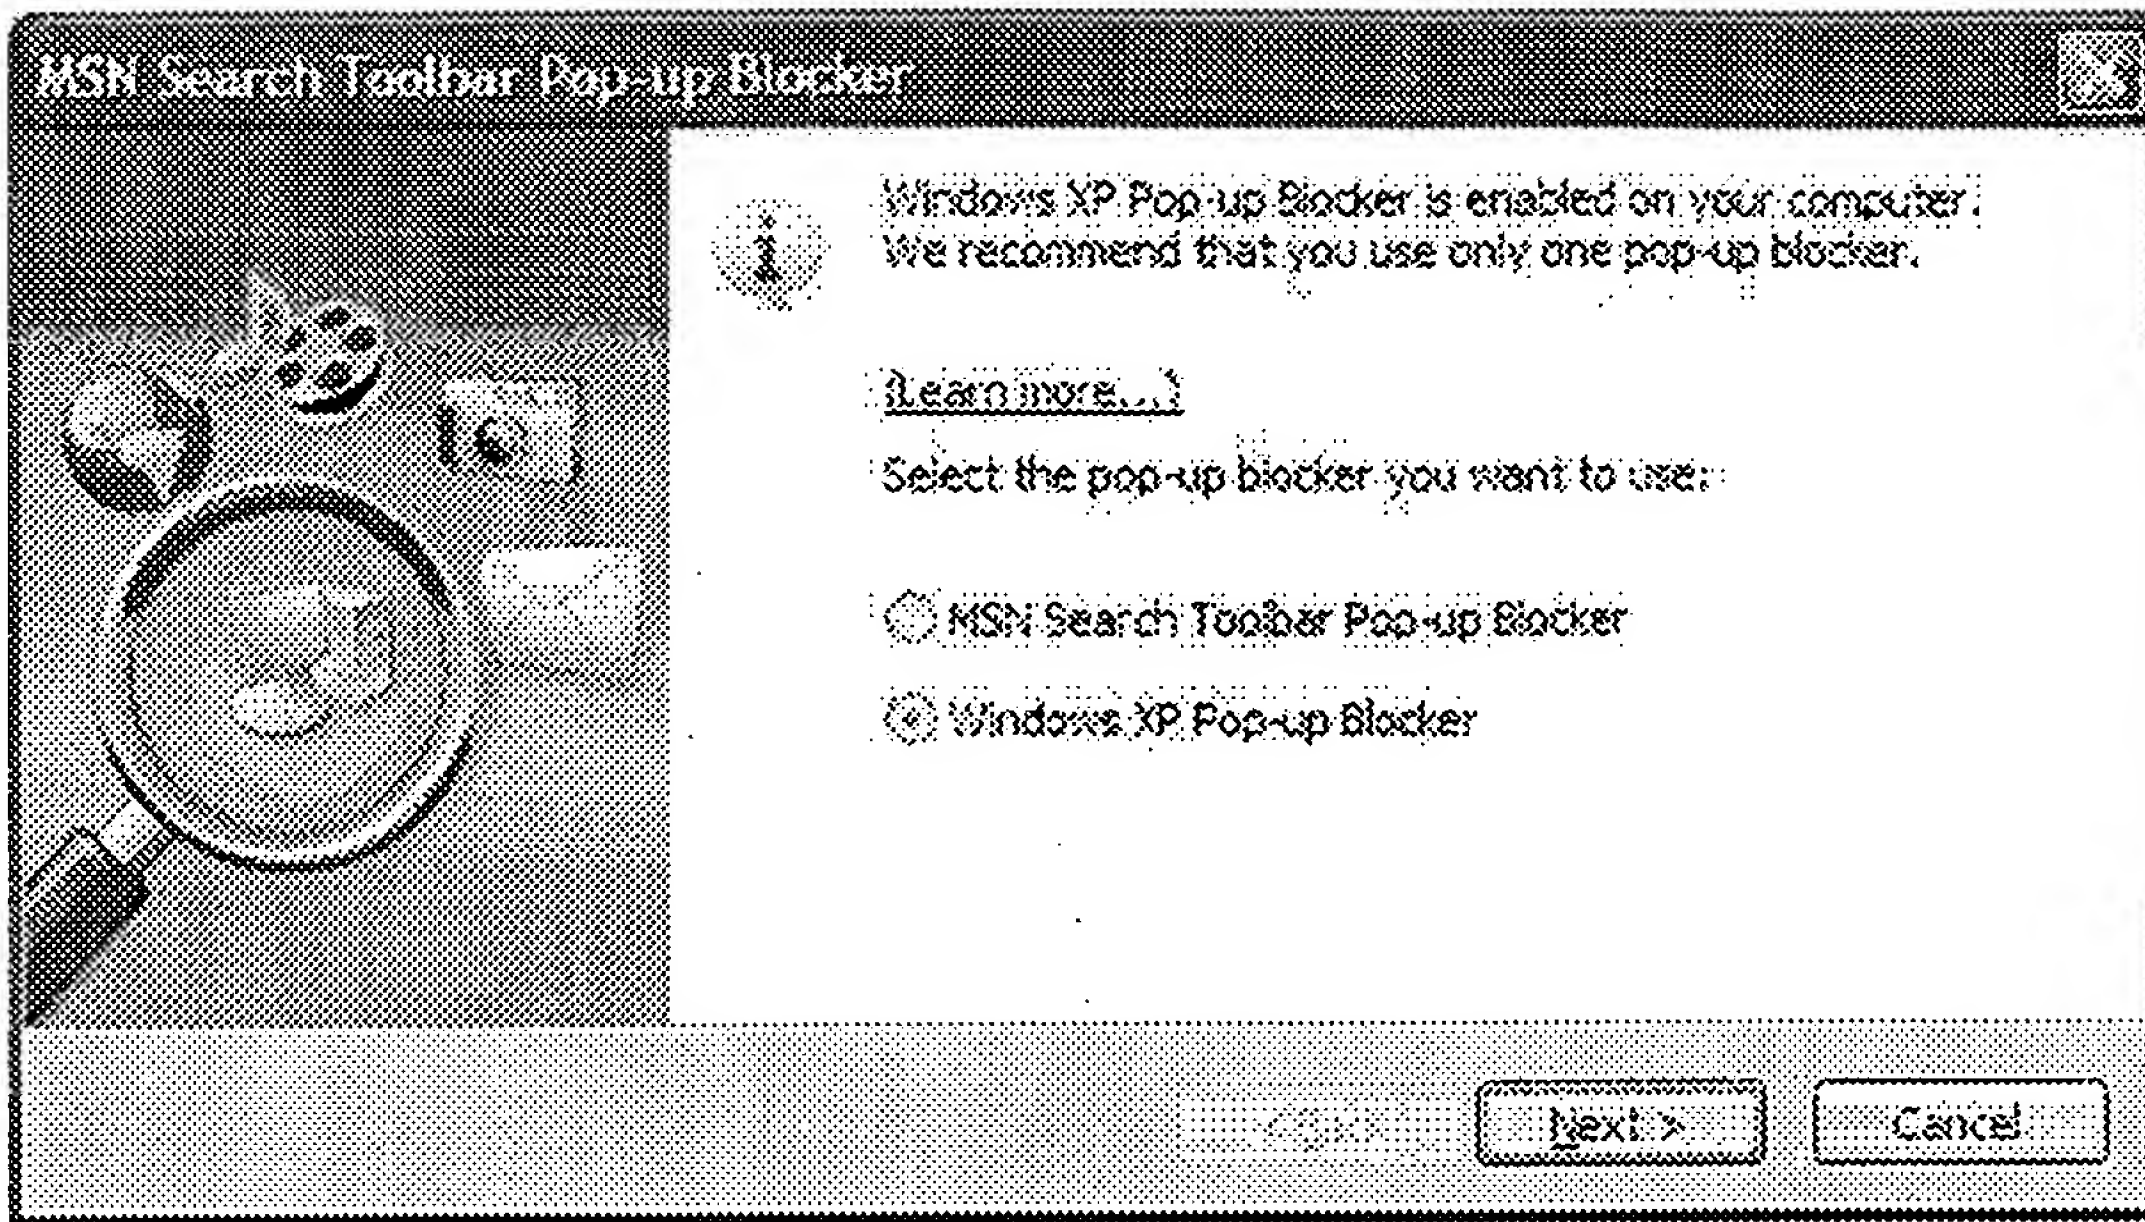 MSN Search Toolbar Pop-up Blocker
Windows XP Pop-up Blocker is enabled on your computer.
We recommend that you use only one pop-up blocker.
(Learn more...)
Select the pop-up blocker you want to use:
MSN Search Toolbar Pop-up Blocker
Windows XP Pop-up Blocker
Next >
Cancel